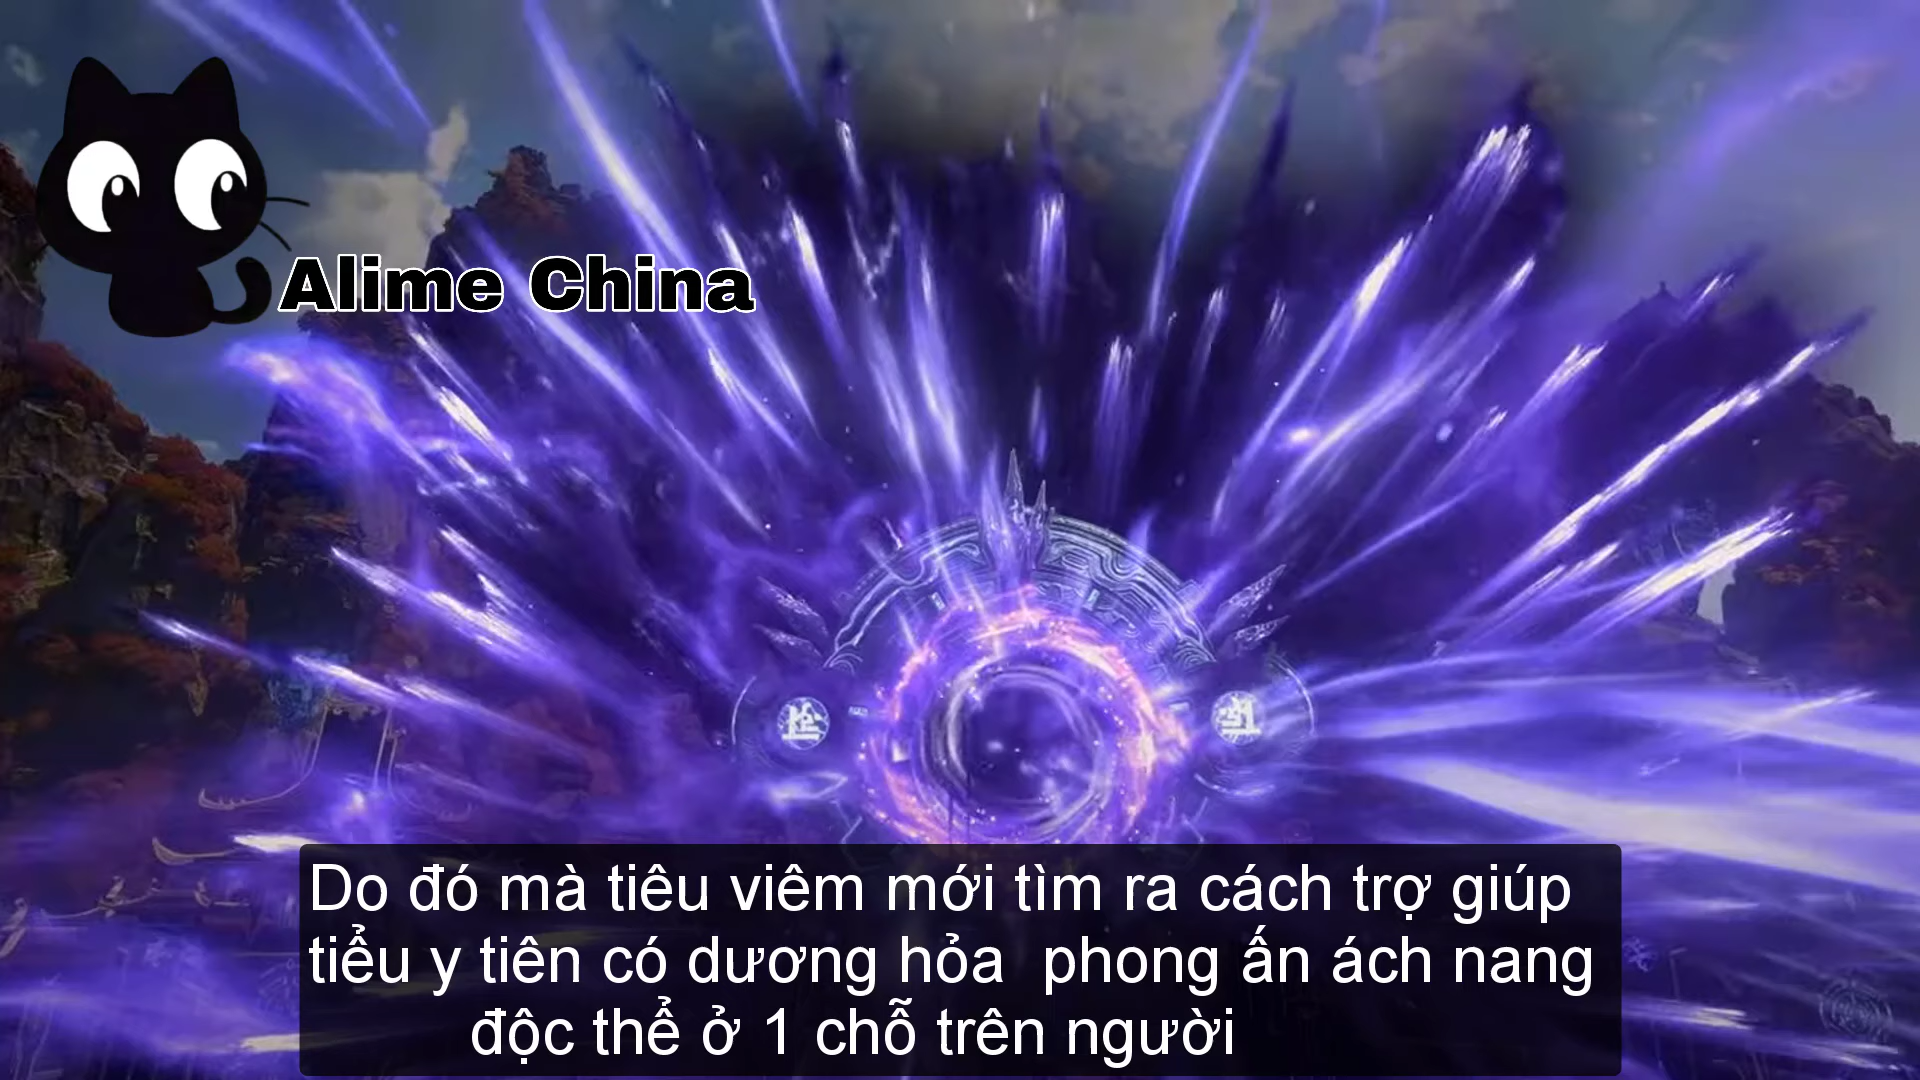 Alime China
Do đó mà tiêu viêm mới tìm ra cách trợ giúp
tiểu y tiên có dương hỏa phong ấn ách nang
độc thể ở 1 chỗ trên người